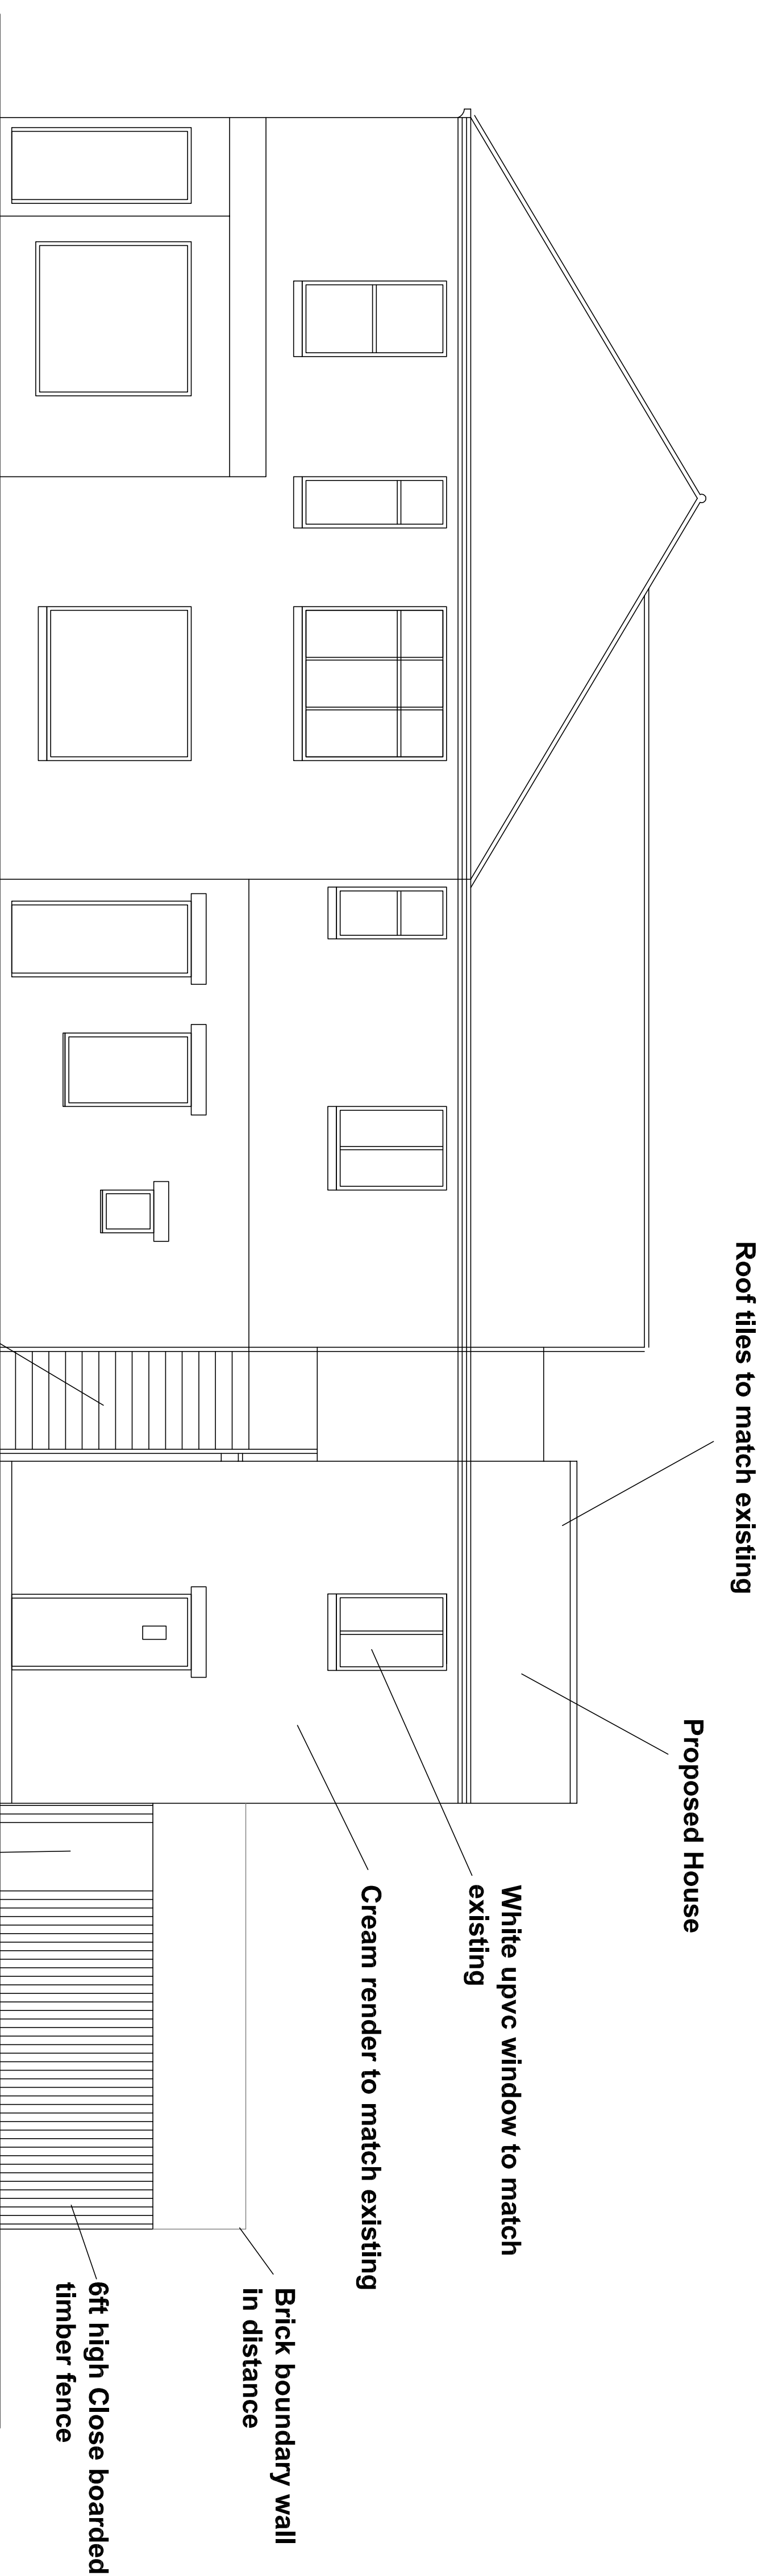 Roof tiles to match existing
Proposed House
White upvc window to match
existing
Cream render to match existing
Brick boundary wall
in distance
6ft high Close boarded
timber fence